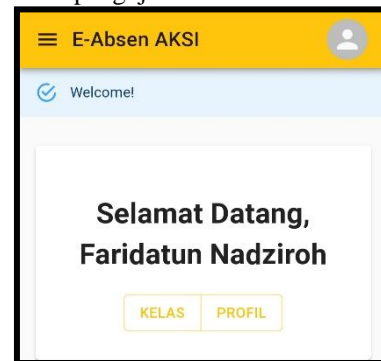 E-Absen AKSI
Welcome!
Selamat Datang,
Faridatun Nadziroh
KELAS PROFIL